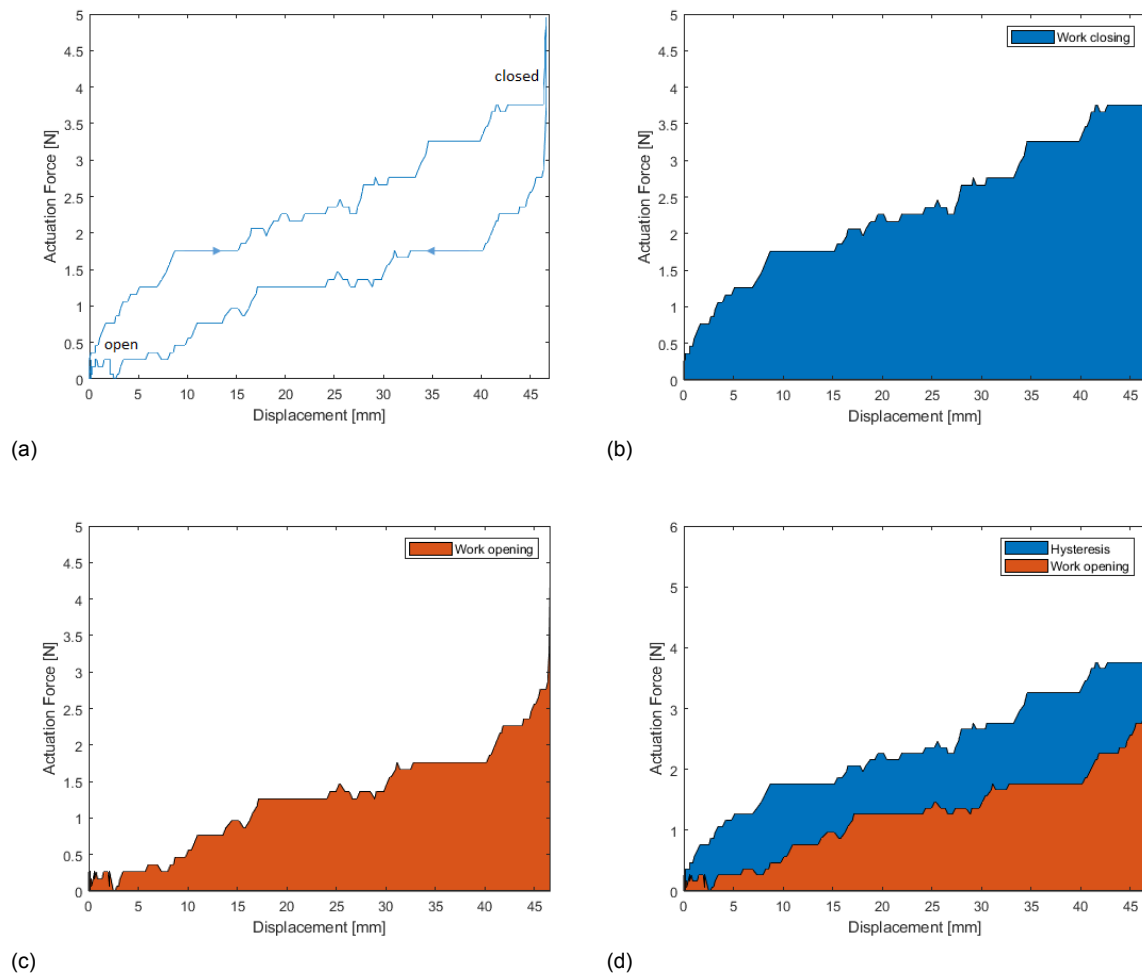 5
4.5
4
3.5
3
2.5
2
1.5
1
0.5
0
closed
open
Actuation Force [N]
0 5 10 15 20 25 30 35 40 45
Displacement [mm]
(a)
Work closing
5
4.5
4
3.5
3
2.5
2
1.5
1
0.5
0
Actuation Force [N]
0 5 10 15 20 25 30 35 40 45
Displacement [mm]
(b)
Work opening
5
4.5
4
3.5
3
2.5
2
1.5
1
0.5
0
Actuation Force [N]
0 5 10 15 20 25 30 35 40 45
Displacement [mm]
(c)
Hysteresis
Work opening
6
5
4
3
2
1
0
Actuation Force [N]
0 5 10 15 20 25 30 35 40 45
Displacement [mm]
(d)